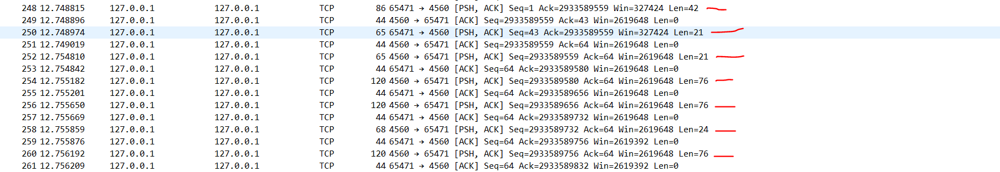 248 12.748815 127.0.0.1 127.0.0.1 TCP 86 65471 → 4560 [PSH, ACK] Seq=1 Ack=2933589559 Win=327424 Len=42
249 12.748896 127.0.0.1 127.0.0.1 TCP 44 4560 → 65471 [ACK] Seq=2933589559 Ack=43 Win=2619648 Len=0
250 12.748974 127.0.0.1 127.0.0.1 TCP 65 65471 → 4560 [PSH, ACK] Seq=43 Ack=2933589559 Win=327424 Len=21
251 12.749019 127.0.0.1 127.0.0.1 TCP 44 4560 → 65471 [ACK] Seq=2933589559 Ack=64 Win=2619648 Len=0
252 12.754810 127.0.0.1 127.0.0.1 TCP 65 4560 → 65471 [PSH, ACK] Seq=2933589559 Ack=64 Win=2619648 Len=21
253 12.754842 127.0.0.1 127.0.0.1 TCP 44 65471 → 4560 [ACK] Seq=64 Ack=2933589580 Win=2619648 Len=0
254 12.755182 127.0.0.1 127.0.0.1 TCP 120 4560 → 65471 [PSH, ACK] Seq=2933589580 Ack=64 Win=2619648 Len=76
255 12.755201 127.0.0.1 127.0.0.1 TCP 44 65471 → 4560 [ACK] Seq=64 Ack=2933589656 Win=2619648 Len=0
256 12.755650 127.0.0.1 127.0.0.1 TCP 120 4560 → 65471 [PSH, ACK] Seq=2933589656 Ack=64 Win=2619648 Len=76
257 12.755669 127.0.0.1 127.0.0.1 TCP 44 65471 → 4560 [ACK] Seq=64 Ack=2933589732 Win=2619648 Len=0
258 12.755859 127.0.0.1 127.0.0.1 TCP 68 4560 → 65471 [PSH, ACK] Seq=2933589732 Ack=64 Win=2619648 Len=24
259 12.755876 127.0.0.1 127.0.0.1 TCP 44 65471 → 4560 [ACK] Seq=64 Ack=2933589756 Win=2619392 Len=0
260 12.756192 127.0.0.1 127.0.0.1 TCP 120 4560 → 65471 [PSH, ACK] Seq=2933589756 Ack=64 Win=2619648 Len=76
261 12.756209 127.0.0.1 127.0.0.1 TCP 44 65471 → 4560 [ACK] Seq=64 Ack=2933589832 Win=2619392 Len=0